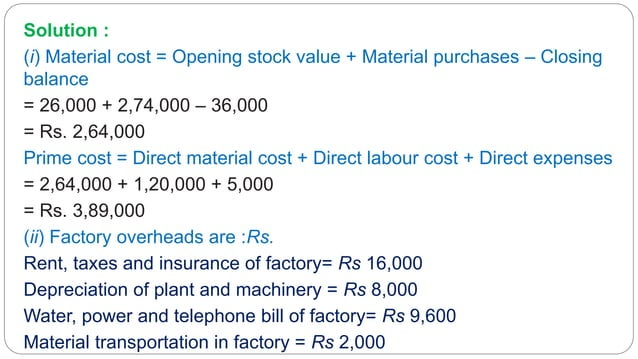 Solution :
(i) Material cost = Opening stock value + Material purchases – Closing
balance
= 26,000 + 2,74,000 – 36,000
= Rs. 2,64,000
Prime cost = Direct material cost + Direct labour cost + Direct expenses
= 2,64,000 + 1,20,000 + 5,000
= Rs. 3,89,000
(ii) Factory overheads are :Rs.
Rent, taxes and insurance of factory= Rs 16,000
Depreciation of plant and machinery = Rs 8,000
Water, power and telephone bill of factory= Rs 9,600
Material transportation in factory = Rs 2,000